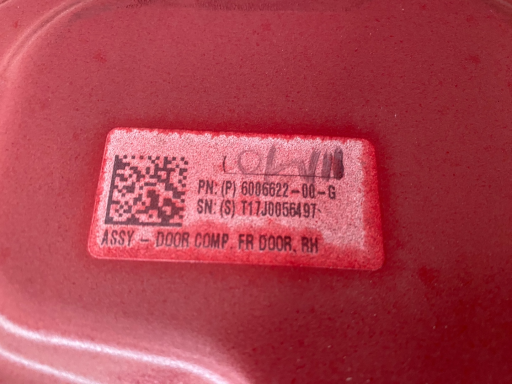 PN: (P) 6006622-00-G
SN: (S) T17J0056497
ASSY - DOOR COMP, FR DOOR, RH